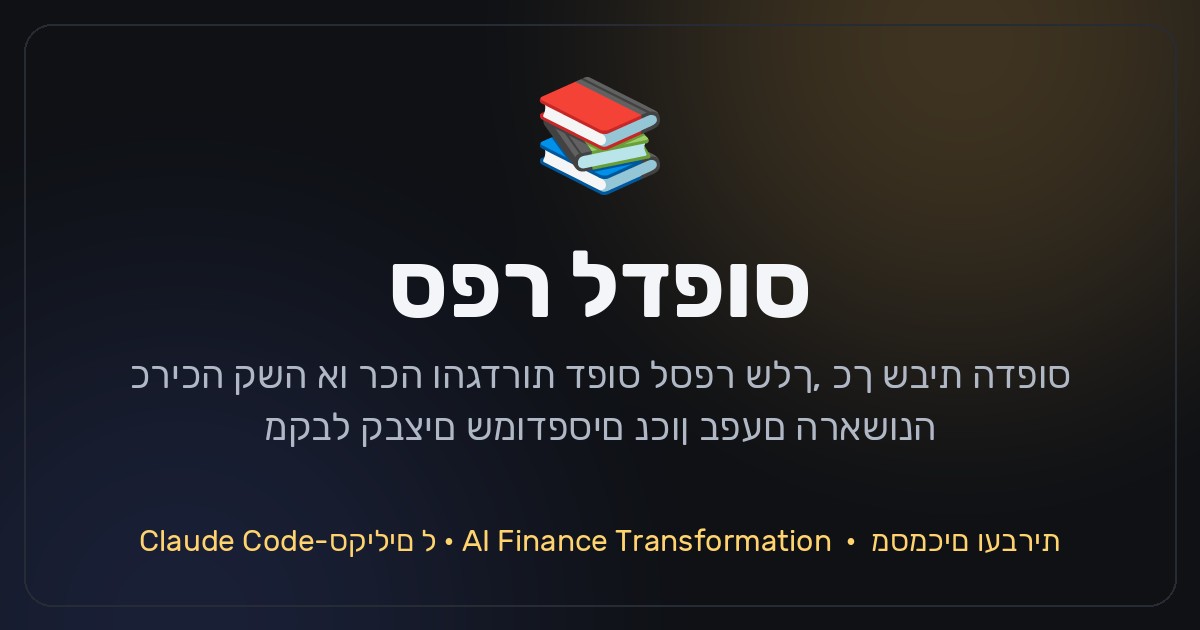 ספר לדפוס
כריכה קשה או רכה והגדרות דפוס לספר שלך, כך שבית הדפוס
מקבל קבצים שמודפסים נכון בפעם הראשונה
Claude Code-סקילים ל • AI Finance Transformation • מסמכים ועברית